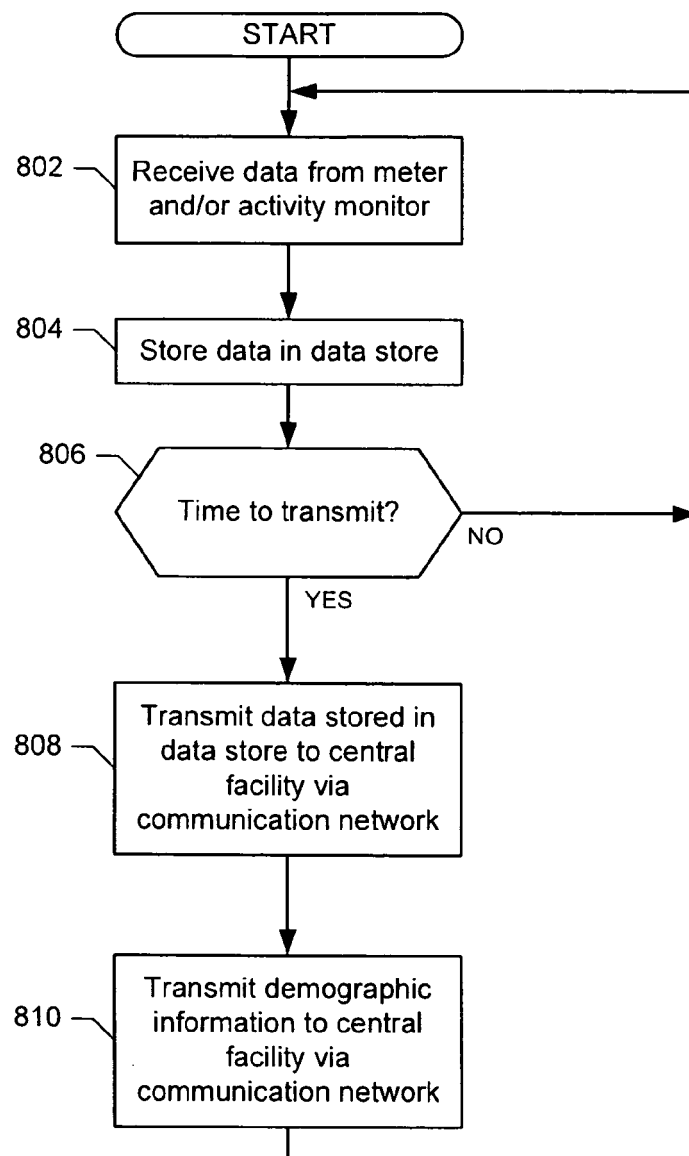 START
802
Receive data from meter
and/or activity monitor
804
Store data in data store
806
Time to transmit?
NO
YES
808
Transmit data stored in
data store to central
facility via
communication network
810
Transmit demographic
information to central
facility via
communication network